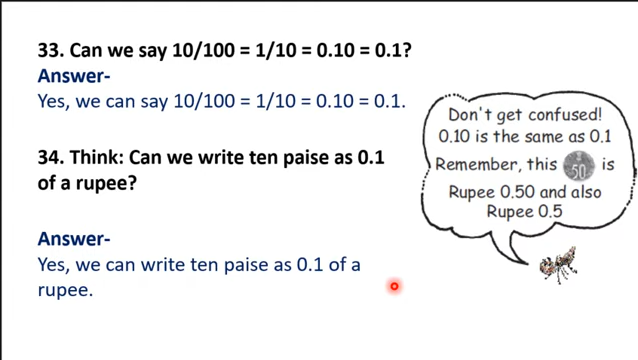 33. Can we say 10/100 = 1/10 = 0.10 = 0.1?
Answer-
Yes, we can say 10/100 = 1/10 = 0.10 = 0.1.
34. Think: Can we write ten paise as 0.1
of a rupee?
Answer-
Yes, we can write ten paise as 0.1 of a
rupee.
Don't get confused!
0.10 is the same as 0.1
Remember, this 50 is
Rupee 0.50 and also
Rupee 0.5